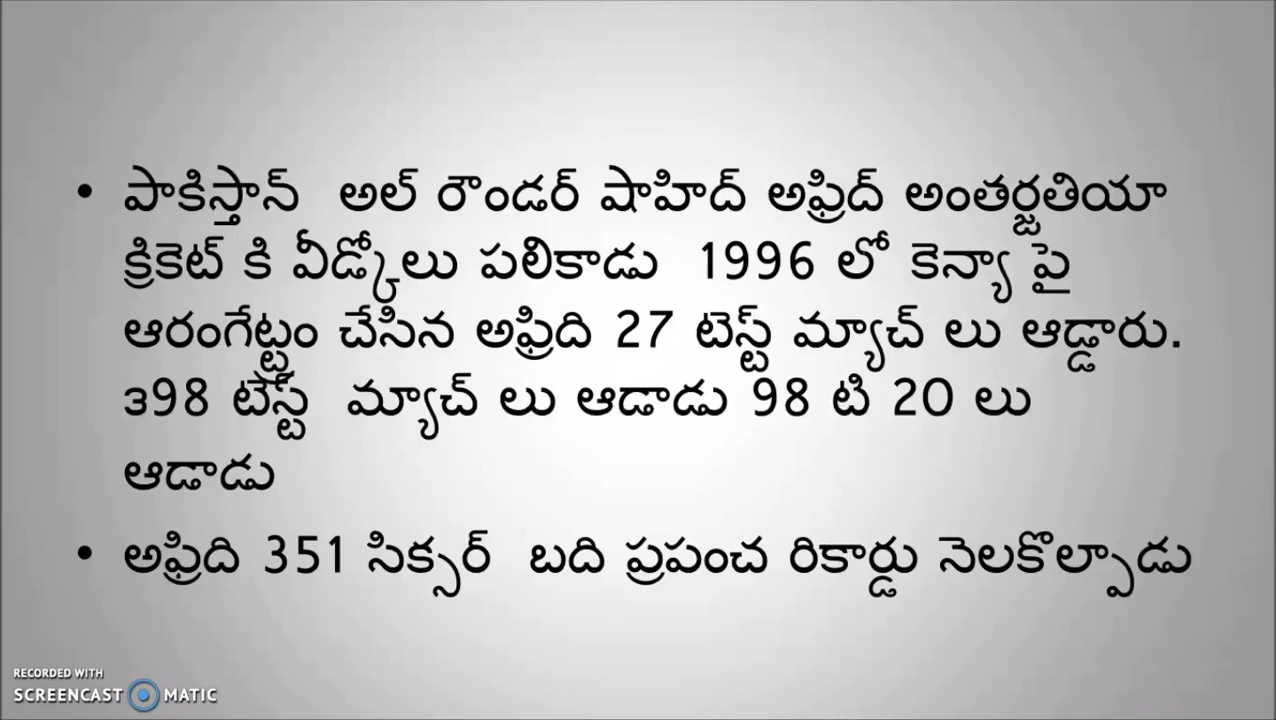 • పాకిస్తాన్ అల్ రౌండర్ షాహిద్ అఫ్రిద్ అంతర్జతియా
క్రికెట్ కి వీడ్కోలు పలికాడు 1996 లో కెన్యా పై
ఆరంగేట్ట్రం చేసిన అఫ్రిది 27 టెస్ట్ మ్యాచ్ లు ఆడ్డారు.
398 టెస్ట్ మ్యాచ్ లు ఆడాడు 98 టి 20 లు
ఆడాడు
• అఫ్రిది 351 సిక్సర్ బది ప్రపంచ రికార్డు నెలకొల్పాడు
RECORDED WITH
SCREENCAST MATIC